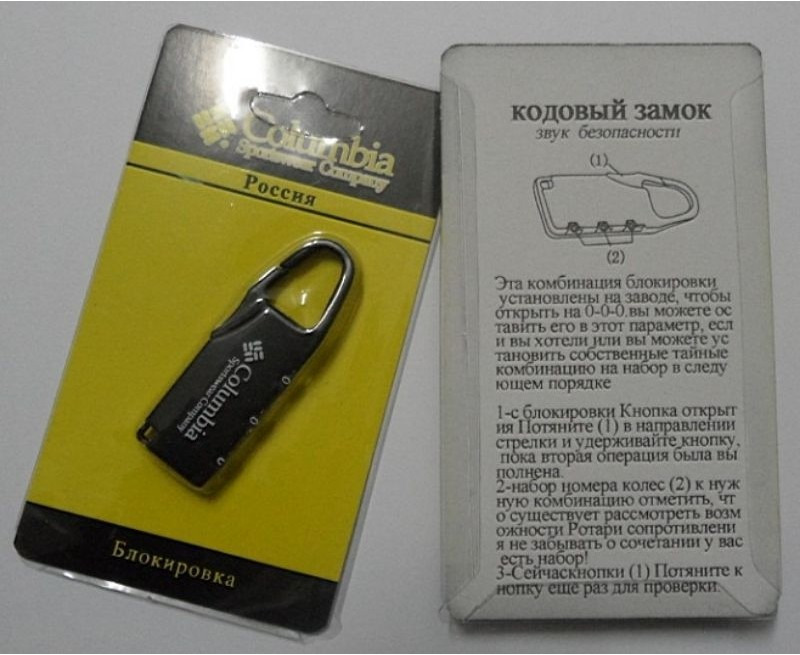 Columbia
Sportswear Company
Россия
Columbia
Sportswear Company
0
0
Блокировка
КОДОВЫЙ ЗАМОК
звук безопасности
(1)
(2)
Эта комбинация блокировки
установлены на заводе, чтобы
открыть на 0-0-0.вы можете ос
тавить его в этот параметр, есл
и вы хотели или вы можете ус
тановить собственные тайные
комбинацию на набор в следу
ющем порядке
1-с блокировки Кнопка открыт
ия Потяните (1) в направлении
стрелки и удерживайте кнопку,
пока вторая операция была вы
полнена.
2-набор номера колес (2) к нуж
ную комбинацию отметить, чт
о существует рассмотреть возм
ожности Ротари сопротивлени
я не забывать о сочетании у вас
есть набор!
3-Сейчаскнопки (1) Потяните к
нопку еще раз для проверки.